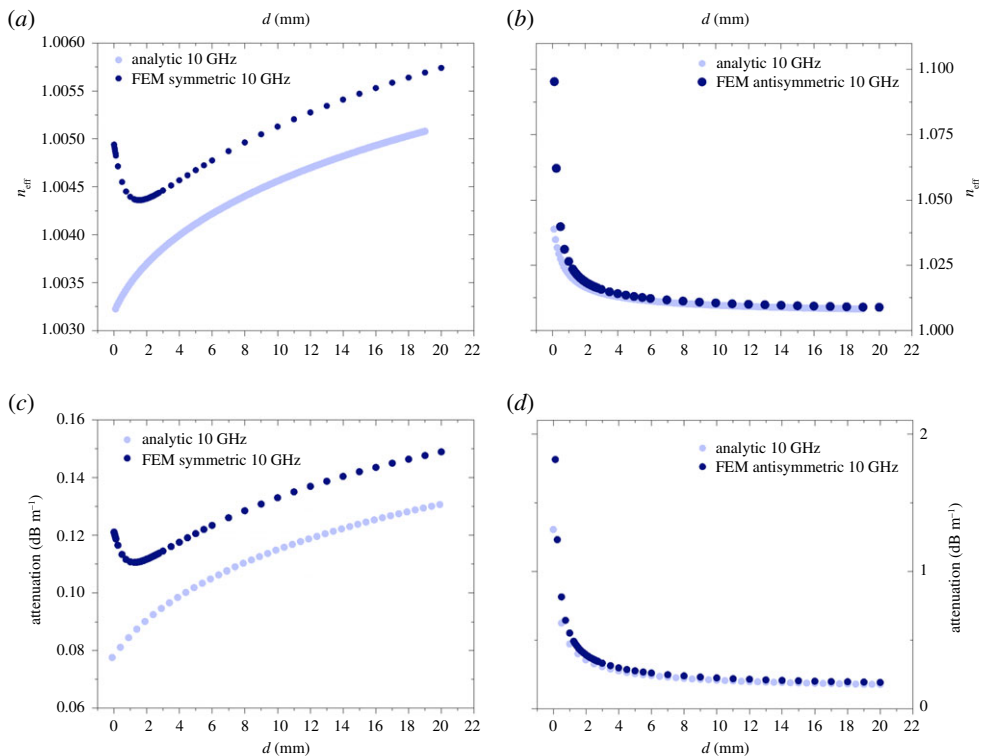 d (mm)
d (mm)
(a)
(b)
1.0060
1.0055
1.0050
1.0045
1.0040
1.0035
1.0030
n_eff
analytic 10 GHz
FEM symmetric 10 GHz
0 2 4 6 8 10 12 14 16 18 20 22
analytic 10 GHz
FEM antisymmetric 10 GHz
1.100
1.075
1.050
1.025
1.000
n_eff
0 2 4 6 8 10 12 14 16 18 20 22
(c)
(d)
0.16
0.14
0.12
0.10
0.08
0.06
attenuation (dB m⁻¹)
analytic 10 GHz
FEM symmetric 10 GHz
0 2 4 6 8 10 12 14 16 18 20 22
d (mm)
analytic 10 GHz
FEM antisymmetric 10 GHz
2
1
0
attenuation (dB m⁻¹)
0 2 4 6 8 10 12 14 16 18 20 22
d (mm)